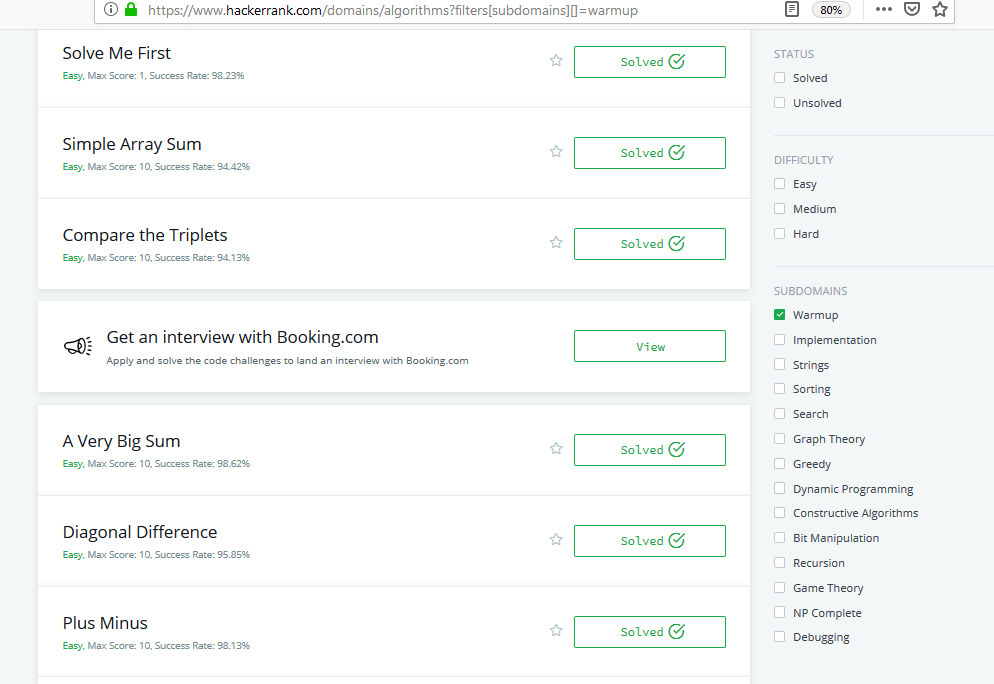 https://www.hackerrank.com/domains/algorithms?filters[subdomains][]=warmup
80%
Solve Me First
Easy, Max Score: 1, Success Rate: 98.23%
Solved
Simple Array Sum
Easy, Max Score: 10, Success Rate: 94.42%
Solved
Compare the Triplets
Easy, Max Score: 10, Success Rate: 94.13%
Solved
Get an interview with Booking.com
Apply and solve the code challenges to land an interview with Booking.com
View
A Very Big Sum
Easy, Max Score: 10, Success Rate: 98.62%
Solved
Diagonal Difference
Easy, Max Score: 10, Success Rate: 95.85%
Solved
Plus Minus
Easy, Max Score: 10, Success Rate: 98.13%
Solved
STATUS
Solved
Unsolved
DIFFICULTY
Easy
Medium
Hard
SUBDOMAINS
Warmup
Implementation
Strings
Sorting
Search
Graph Theory
Greedy
Dynamic Programming
Constructive Algorithms
Bit Manipulation
Recursion
Game Theory
NP Complete
Debugging